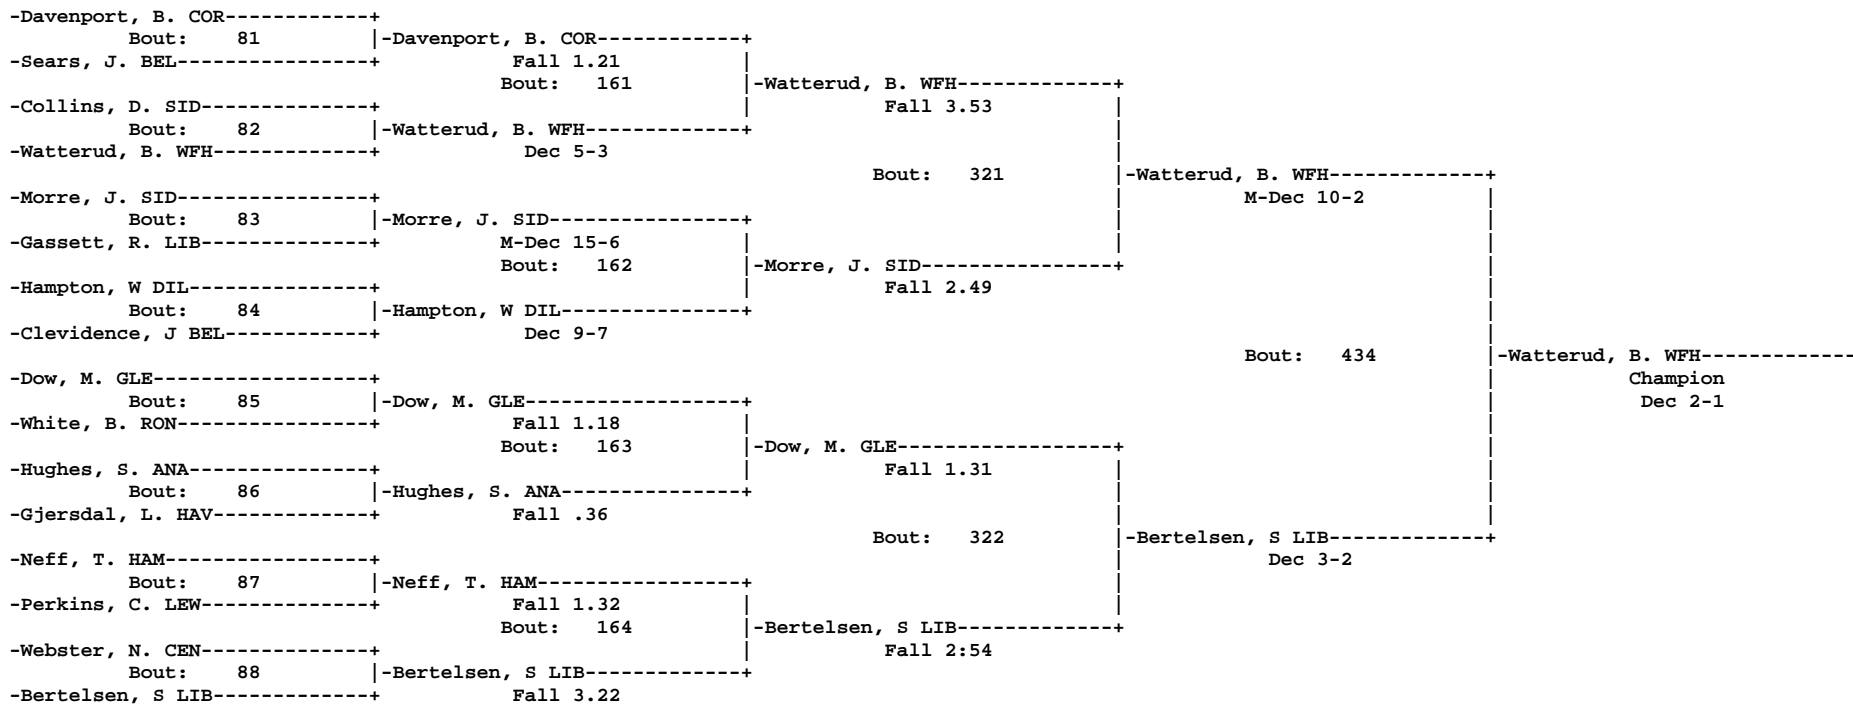 -Davenport, B. COR------------+
Bout: 81 |-Davenport, B. COR------------+
-Sears, J. BEL----------------+ Fall 1.21 |
Bout: 161 |-Watterud, B. WFH-------------+
-Collins, D. SID--------------+ | Fall 3.53 |
Bout: 82 |-Watterud, B. WFH-------------+ |
-Watterud, B. WFH-------------+ Dec 5-3 |
Bout: 321 |-Watterud, B. WFH-------------+
-Morre, J. SID----------------+ | M-Dec 10-2 |
Bout: 83 |-Morre, J. SID----------------+ | |
-Gassett, R. LIB--------------+ M-Dec 15-6 | | |
Bout: 162 |-Morre, J. SID----------------+ |
-Hampton, W DIL---------------+ | Fall 2.49 |
Bout: 84 |-Hampton, W DIL---------------+ |
-Clevidence, J BEL------------+ Dec 9-7 |
Bout: 434 |-Watterud, B. WFH-------------
-Dow, M. GLE------------------+ | Champion
Bout: 85 |-Dow, M. GLE------------------+ | Dec 2-1
-White, B. RON----------------+ Fall 1.18 | |
Bout: 163 |-Dow, M. GLE------------------+ |
-Hughes, S. ANA---------------+ | Fall 1.31 | |
Bout: 86 |-Hughes, S. ANA---------------+ | |
-Gjersdal, L. HAV-------------+ Fall .36 | |
Bout: 322 |-Bertelsen, S LIB-------------+
-Neff, T. HAM-----------------+ | Dec 3-2
Bout: 87 |-Neff, T. HAM-----------------+ |
-Perkins, C. LEW--------------+ Fall 1.32 | |
Bout: 164 |-Bertelsen, S LIB-------------+
-Webster, N. CEN--------------+ | Fall 2:54
Bout: 88 |-Bertelsen, S LIB-------------+
-Bertelsen, S LIB-------------+ Fall 3.22